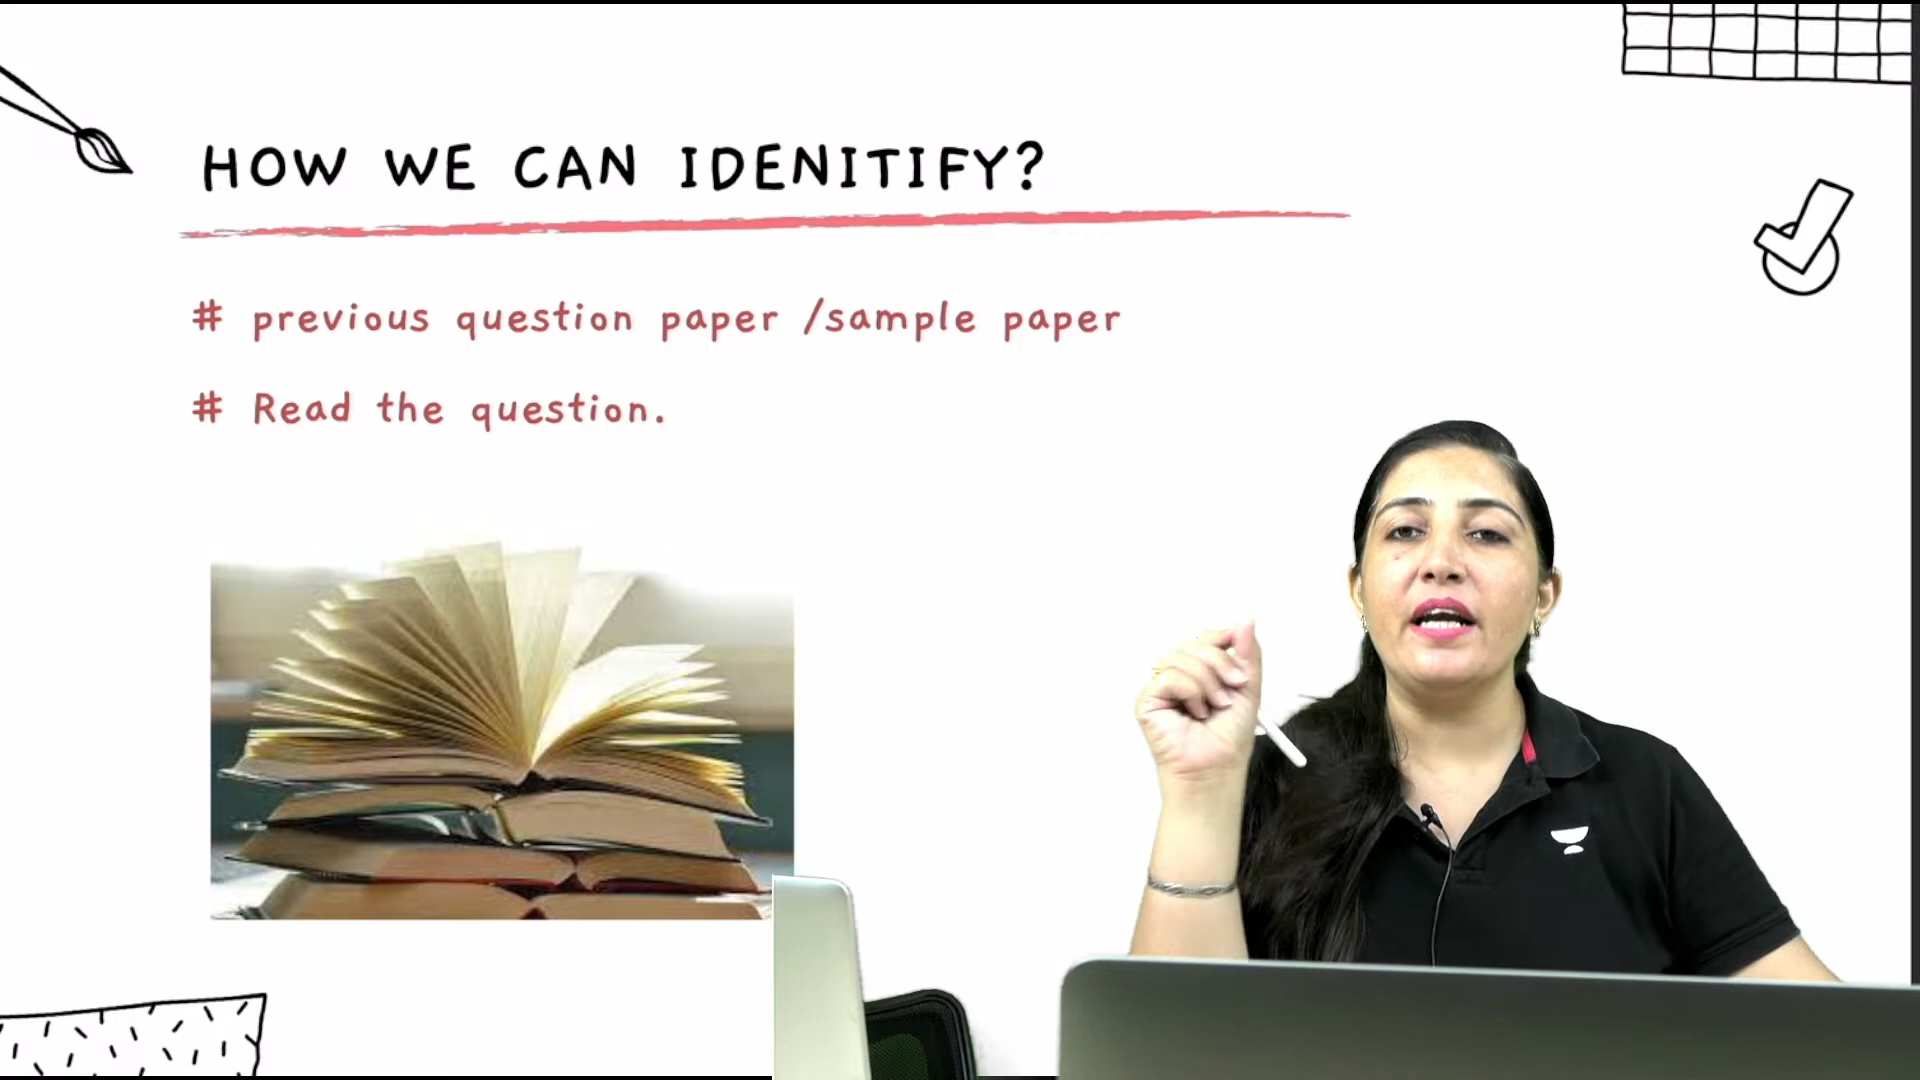 HOW WE CAN IDENITIFY?
# previous question paper /sample paper
# Read the question.